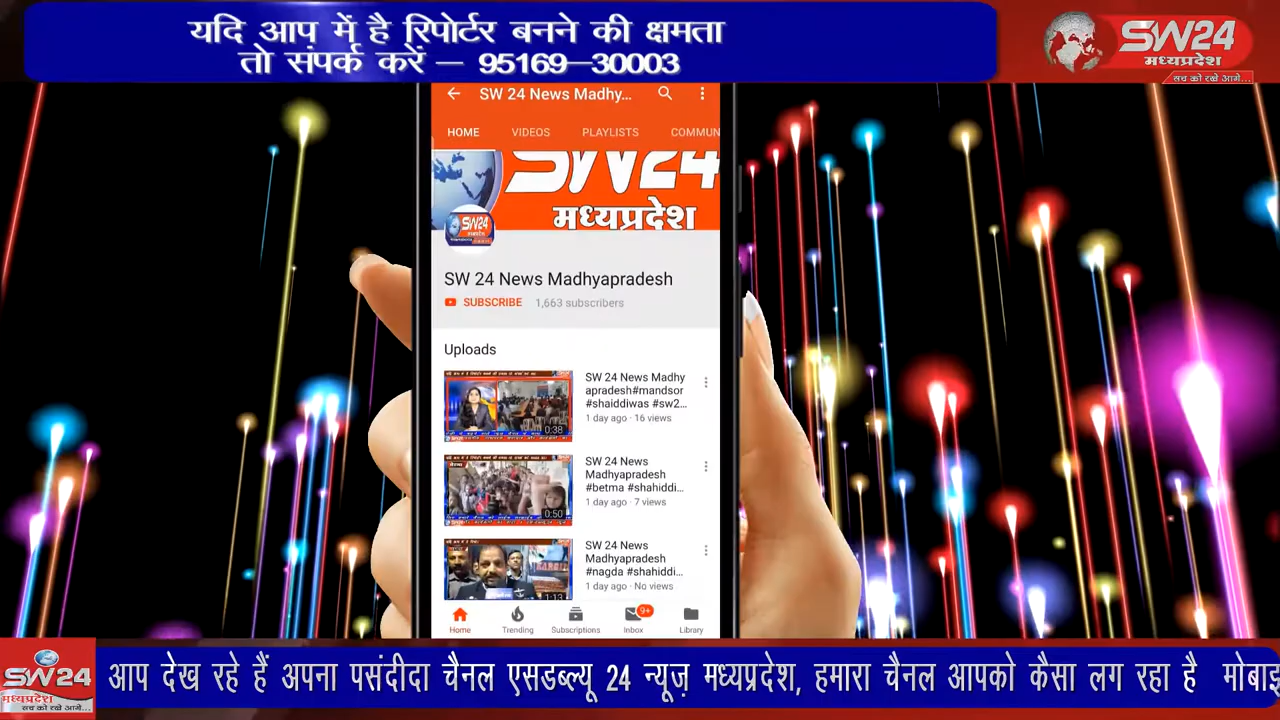 यदि आप में है रिपोर्टर बनने की क्षमता
तो संपर्क करें – 95169–30003
SW24
मध्यप्रदेश
सच को रखे आगे...
SW 24 News Madhy...
HOME VIDEOS PLAYLISTS COMMUN
SW24
मध्यप्रदेश
SW24
SW 24 News Madhyapradesh
SUBSCRIBE 1,663 subscribers
Uploads
SW 24 News Madhy
apradesh#mandsor
#shaiddiwas #sw2...
1 day ago · 16 views
0:38
SW 24 News
Madhyapradesh
#betma #shahiddi...
1 day ago · 7 views
0:50
SW 24 News
Madhyapradesh
#nagda #shahiddi...
1 day ago · No views
1:13
9+
Home Trending Subscriptions Inbox Library
SW24
मध्यप्रदेश
सच को रखे आगे...
आप देख रहे हैं अपना पसंदीदा चैनल एसडब्ल्यू 24 न्यूज़ मध्यप्रदेश, हमारा चैनल आपको कैसा लग रहा है मोबाइ